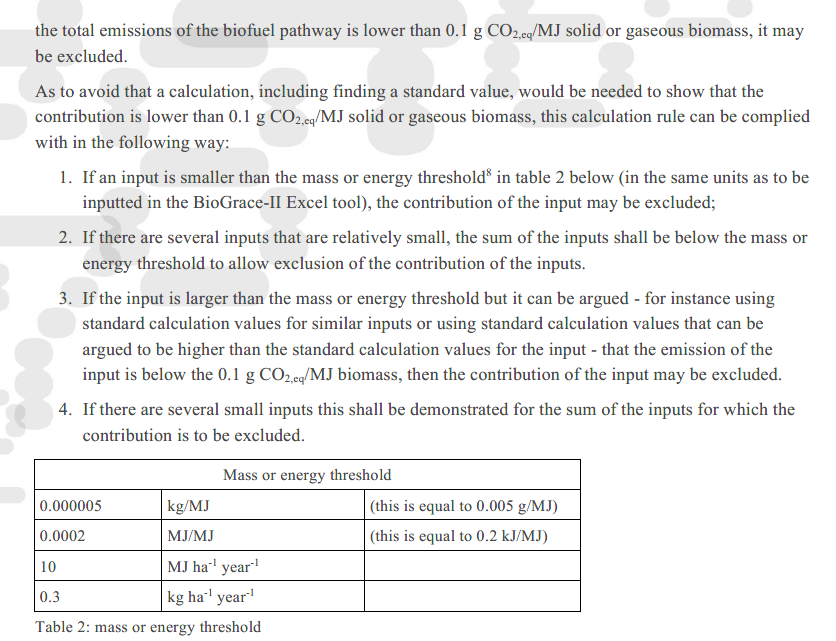 the total emissions of the biofuel pathway is lower than 0.1 g CO2,eq/MJ solid or gaseous biomass, it may
be excluded.
As to avoid that a calculation, including finding a standard value, would be needed to show that the
contribution is lower than 0.1 g CO2,eq/MJ solid or gaseous biomass, this calculation rule can be complied
with in the following way:
1. If an input is smaller than the mass or energy threshold⁸ in table 2 below (in the same units as to be
inputted in the BioGrace-II Excel tool), the contribution of the input may be excluded;
2. If there are several inputs that are relatively small, the sum of the inputs shall be below the mass or
energy threshold to allow exclusion of the contribution of the inputs.
3. If the input is larger than the mass or energy threshold but it can be argued - for instance using
standard calculation values for similar inputs or using standard calculation values that can be
argued to be higher than the standard calculation values for the input - that the emission of the
input is below the 0.1 g CO2,eq/MJ biomass, then the contribution of the input may be excluded.
4. If there are several small inputs this shall be demonstrated for the sum of the inputs for which the
contribution is to be excluded.
Mass or energy threshold
0.000005 kg/MJ (this is equal to 0.005 g/MJ)
0.0002 MJ/MJ (this is equal to 0.2 kJ/MJ)
10 MJ ha⁻¹ year⁻¹
0.3 kg ha⁻¹ year⁻¹
Table 2: mass or energy threshold